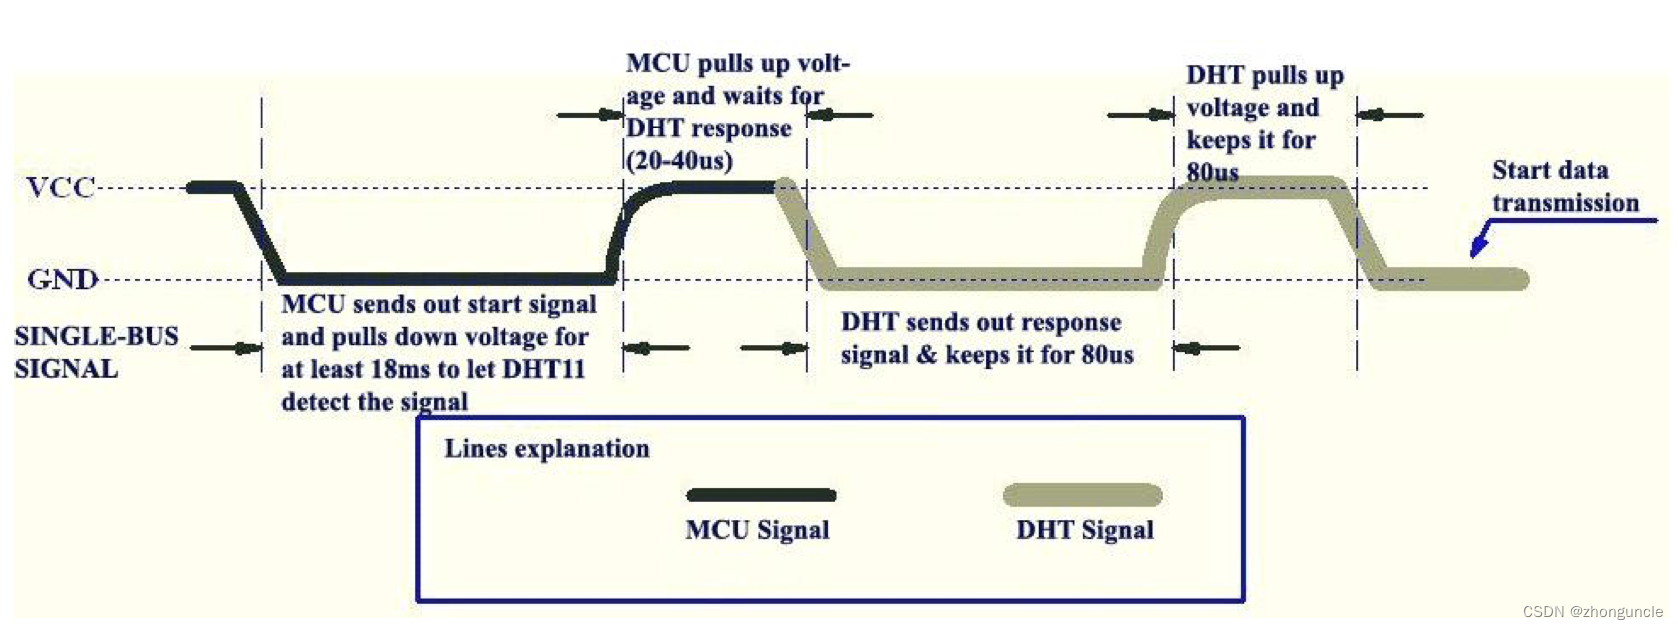 MCU pulls up volt-
age and waits for
DHT response
(20-40us)
DHT pulls up
voltage and
keeps it for
80us
Start data
transmission
VCC
GND
SINGLE-BUS
SIGNAL
MCU sends out start signal
and pulls down voltage for
at least 18ms to let DHT11
detect the signal
DHT sends out response
signal & keeps it for 80us
Lines explanation
MCU Signal
DHT Signal
CSDN @zhonguncle